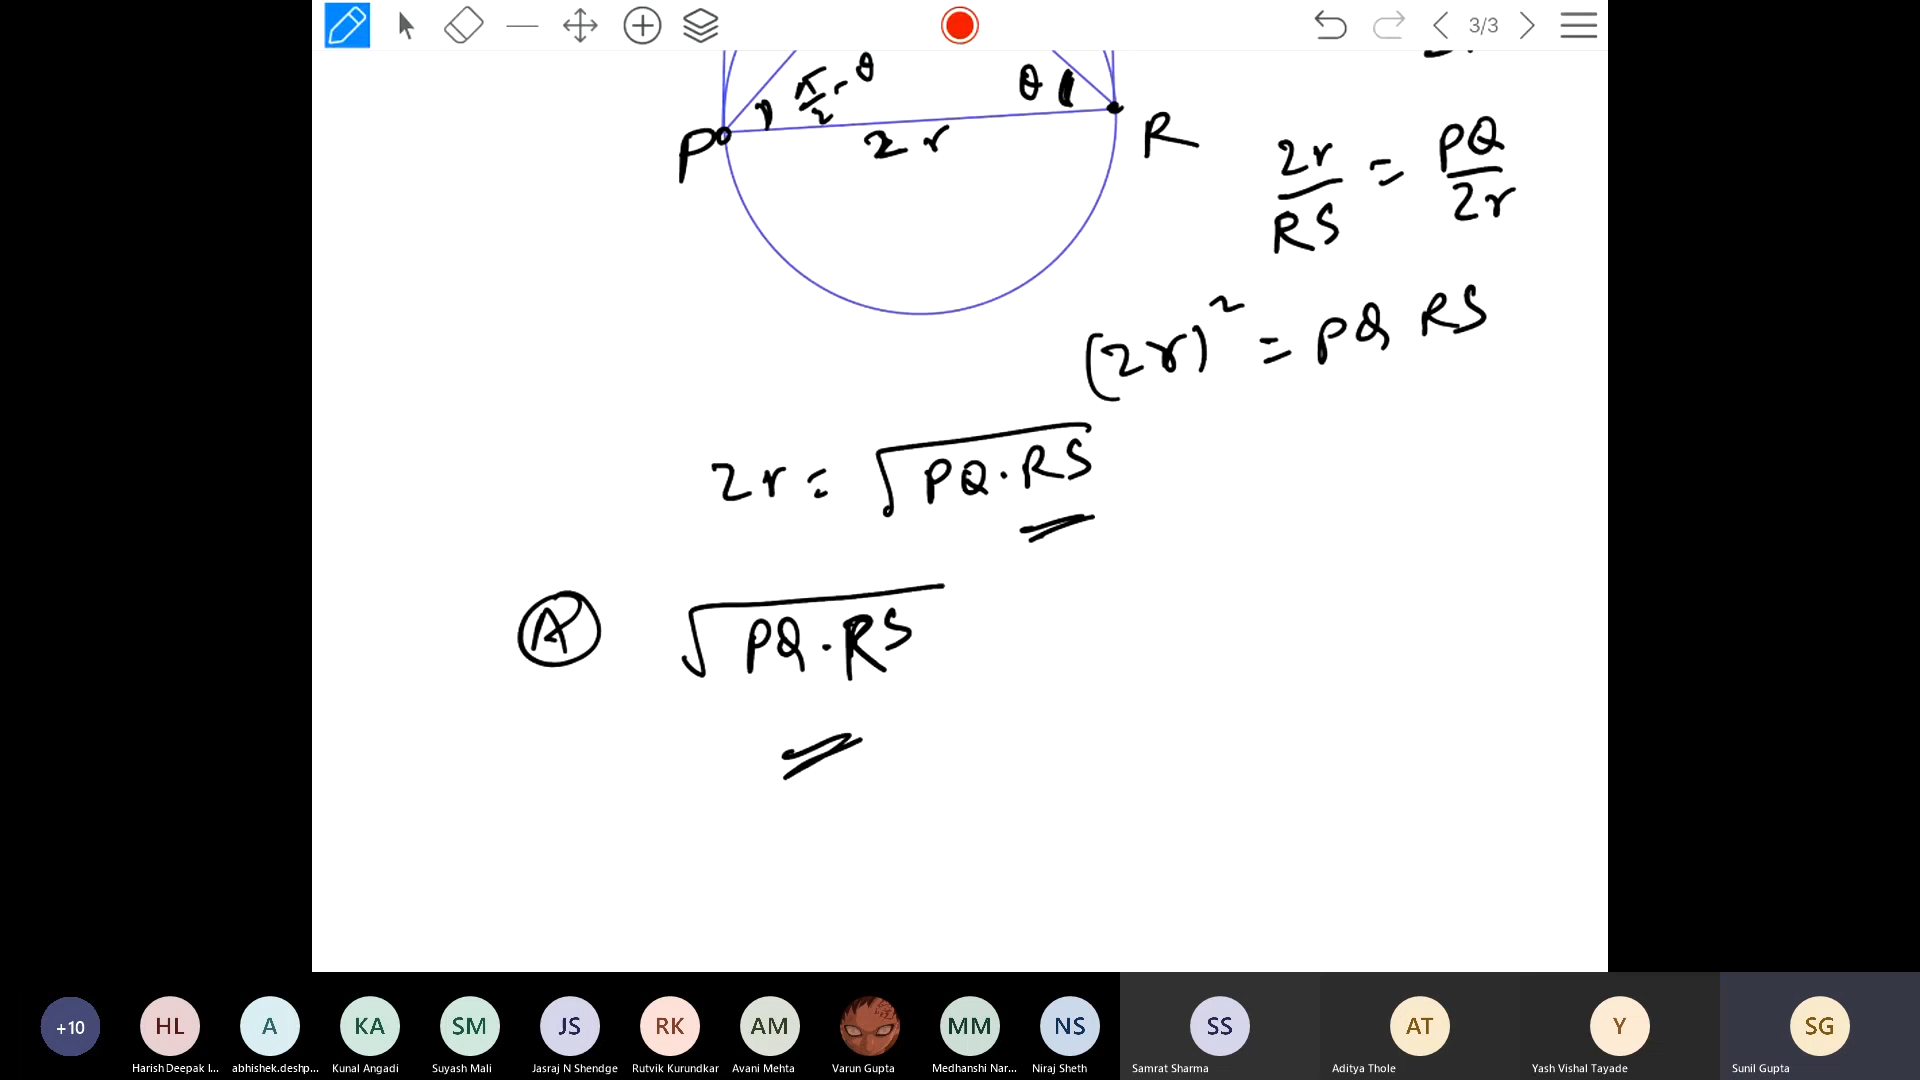 3/3
π/2 - θ
θ
P
2r
R
2r/RS = PQ/2r
(2r)² = PQ RS
2r = √PQ·RS
A √PQ·RS
+10 HL A KA SM JS RK AM MM NS SS AT Y SG
Harish Deepak I... abhishek.deshp... Kunal Angadi Suyash Mali Jasraj N Shendge Rutvik Kurundkar Avani Mehta Varun Gupta Medhanshi Nar... Niraj Sheth Samrat Sharma Aditya Thole Yash Vishal Tayade Sunil Gupta